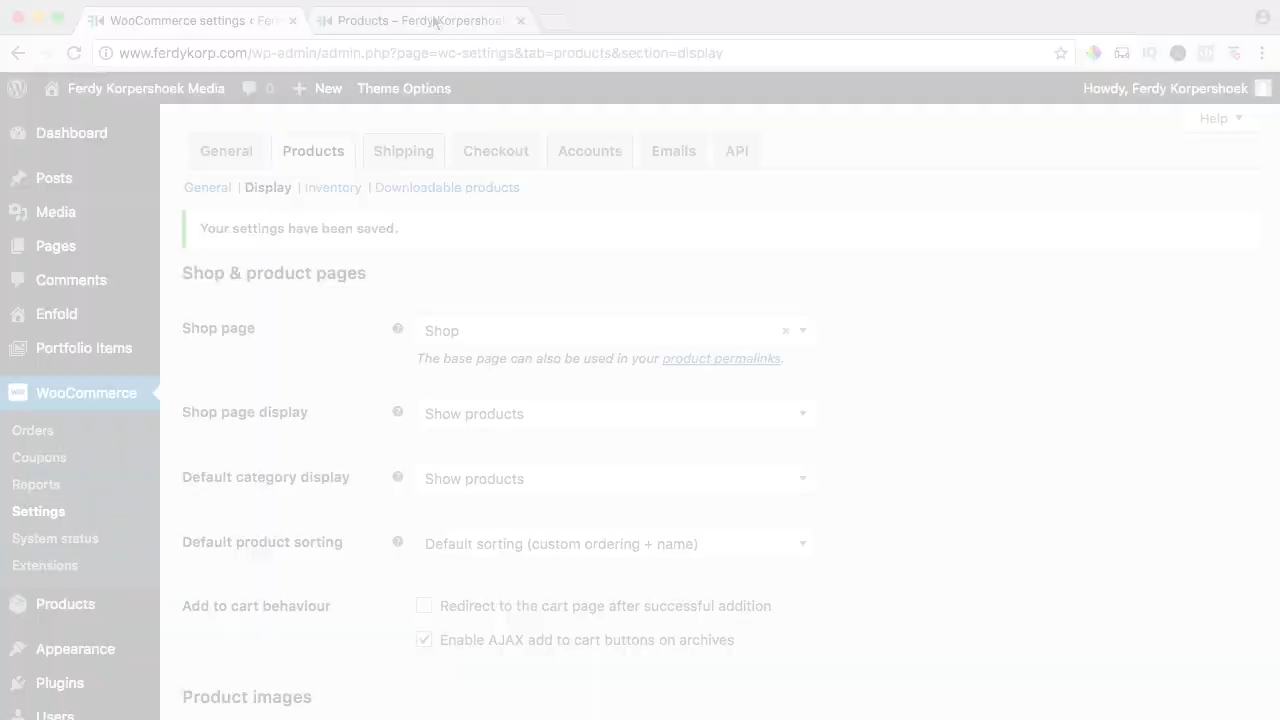 WooCommerce settings ‹ Fer
Products – Ferdy Korpershoek
www.ferdykorp.com/wp-admin/admin.php?page=wc-settings&tab=products&section=display
Ferdy Korpershoek Media
0
New
Theme Options
Howdy, Ferdy Korpershoek
Help
Dashboard
Posts
Media
Pages
Comments
Enfold
Portfolio Items
WooCommerce
Orders
Coupons
Reports
Settings
System status
Extensions
Products
Appearance
Plugins
Users
General
Products
Shipping
Checkout
Accounts
Emails
API
General | Display | Inventory | Downloadable products
Your settings have been saved.
Shop & product pages
Shop page
Shop
The base page can also be used in your product permalinks.
Shop page display
Show products
Default category display
Show products
Default product sorting
Default sorting (custom ordering + name)
Add to cart behaviour
Redirect to the cart page after successful addition
Enable AJAX add to cart buttons on archives
Product images